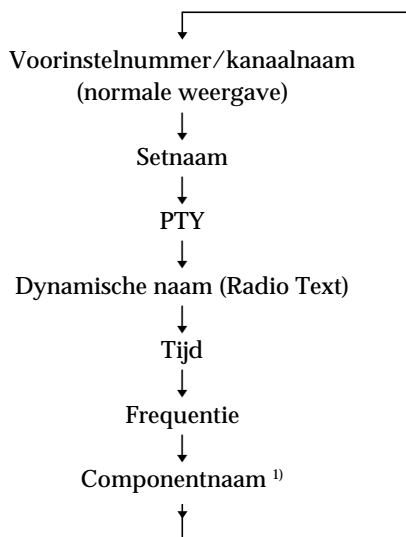 Voorinstelnummer/kanaalnaam
(normale weergave)
Setnaam
PTY
Dynamische naam (Radio Text)
Tijd
Frequentie
Componentnaam ¹⁾